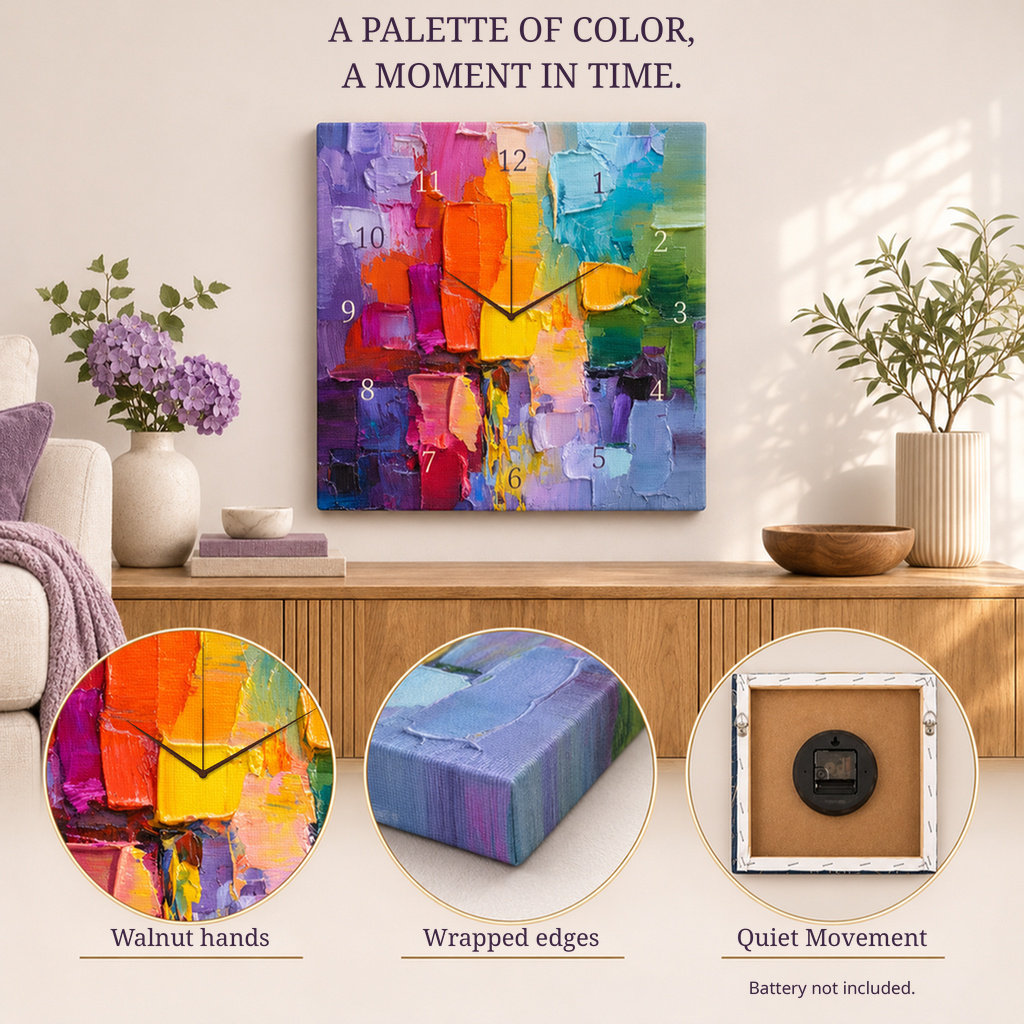 A PALETTE OF COLOR,
A MOMENT IN TIME.
12
11
1
10
2
9
3
8
4
7
5
6
Walnut hands
Wrapped edges
Quiet Movement
Battery not included.